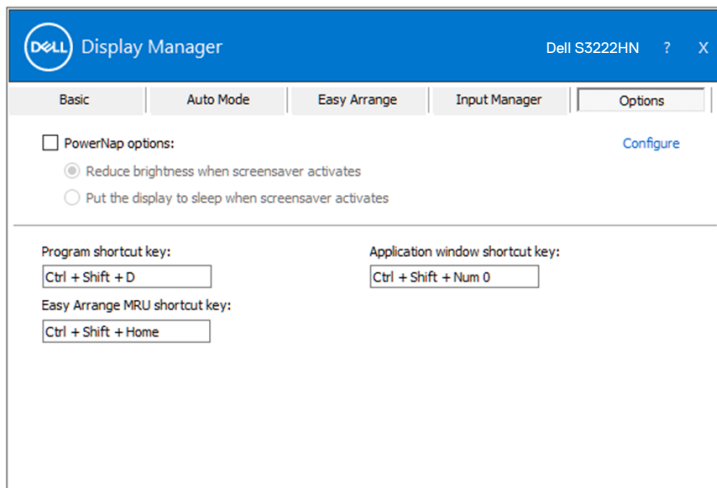 DELL Display Manager Dell S3222HN ? X
Basic Auto Mode Easy Arrange Input Manager Options
PowerNap options: Configure
Reduce brightness when screensaver activates
Put the display to sleep when screensaver activates
Program shortcut key: Application window shortcut key:
Ctrl + Shift + D Ctrl + Shift + Num 0
Easy Arrange MRU shortcut key:
Ctrl + Shift + Home